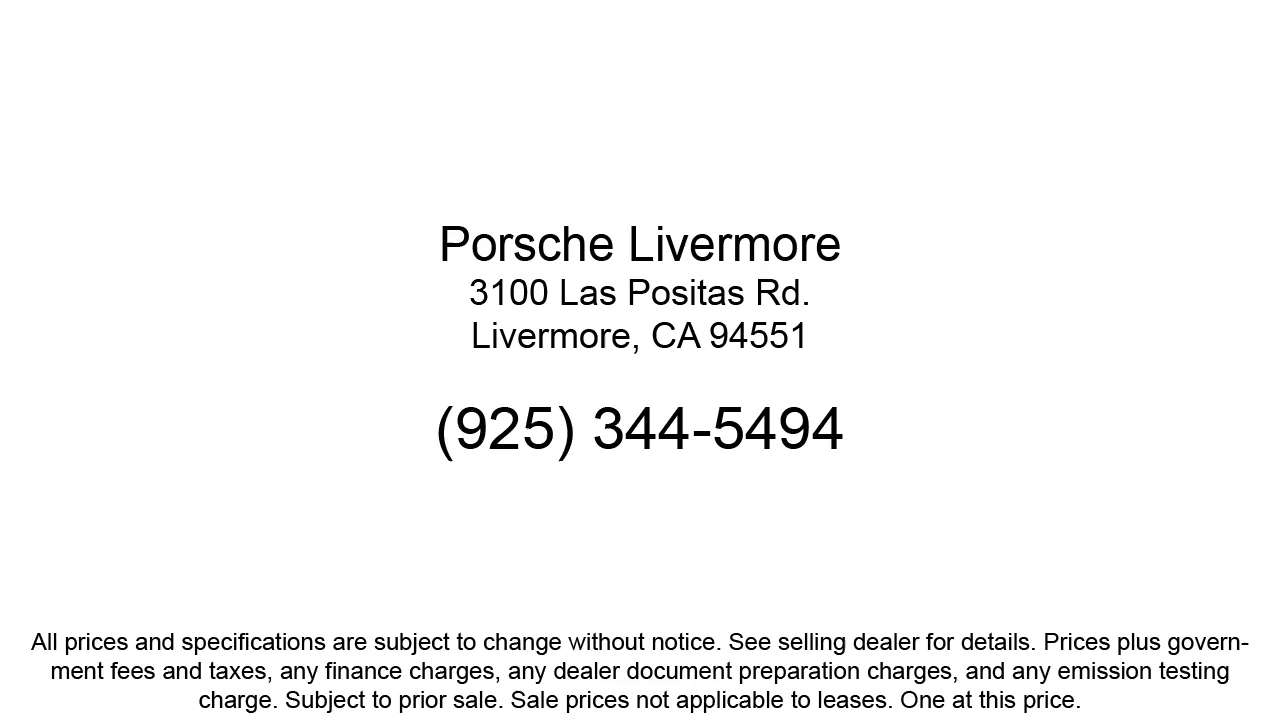 Porsche Livermore
3100 Las Positas Rd.
Livermore, CA 94551
(925) 344-5494
All prices and specifications are subject to change without notice. See selling dealer for details. Prices plus govern-
ment fees and taxes, any finance charges, any dealer document preparation charges, and any emission testing
charge. Subject to prior sale. Sale prices not applicable to leases. One at this price.